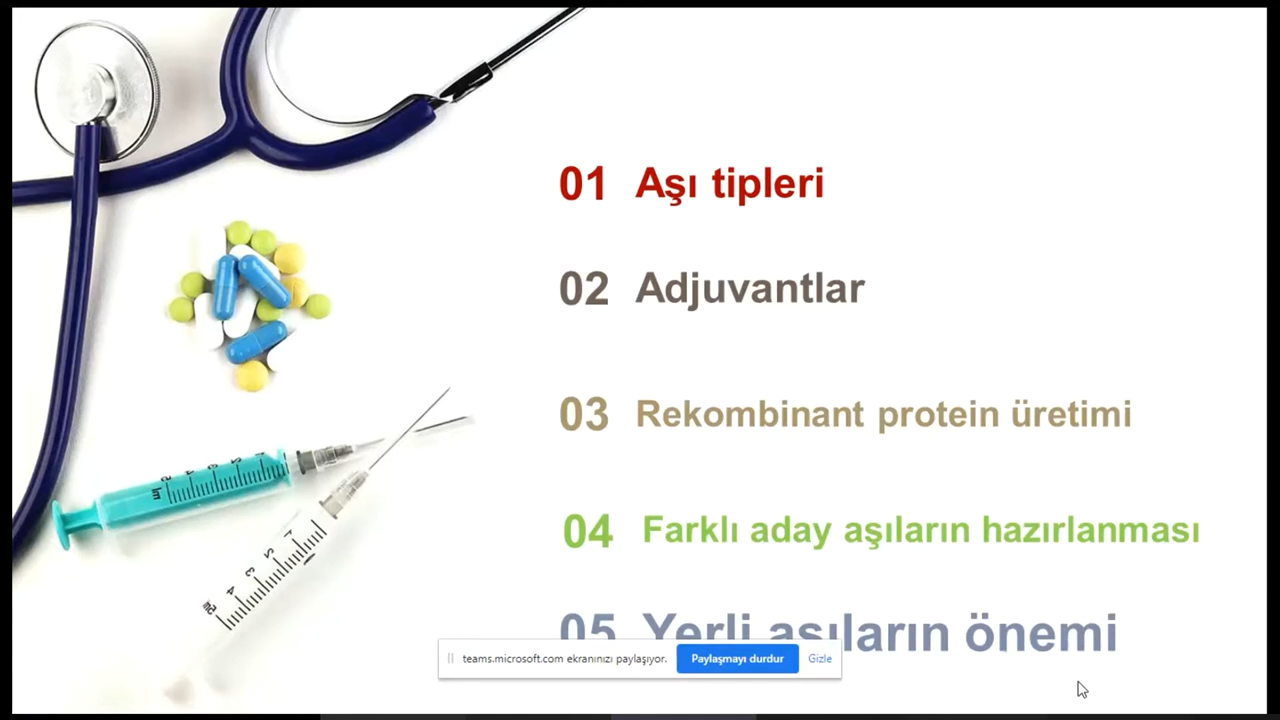 01 Aşı tipleri
02 Adjuvantlar
03 Rekombinant protein üretimi
04 Farklı aday aşıların hazırlanması
05 Yerli aşıların önemi
teams.microsoft.com ekranınızı paylaşıyor. Paylaşmayı durdur Gizle